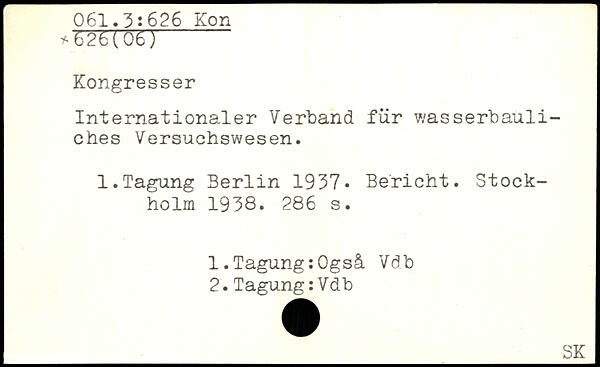 061.3:626 Kon
*626(06)
Kongresser
Internationaler Verband für wasserbauli-
ches Versuchswesen.
1.Tagung Berlin 1937. Bericht. Stock-
holm 1938. 286 s.
1.Tagung:Også Vdb
2.Tagung:Vdb
SK